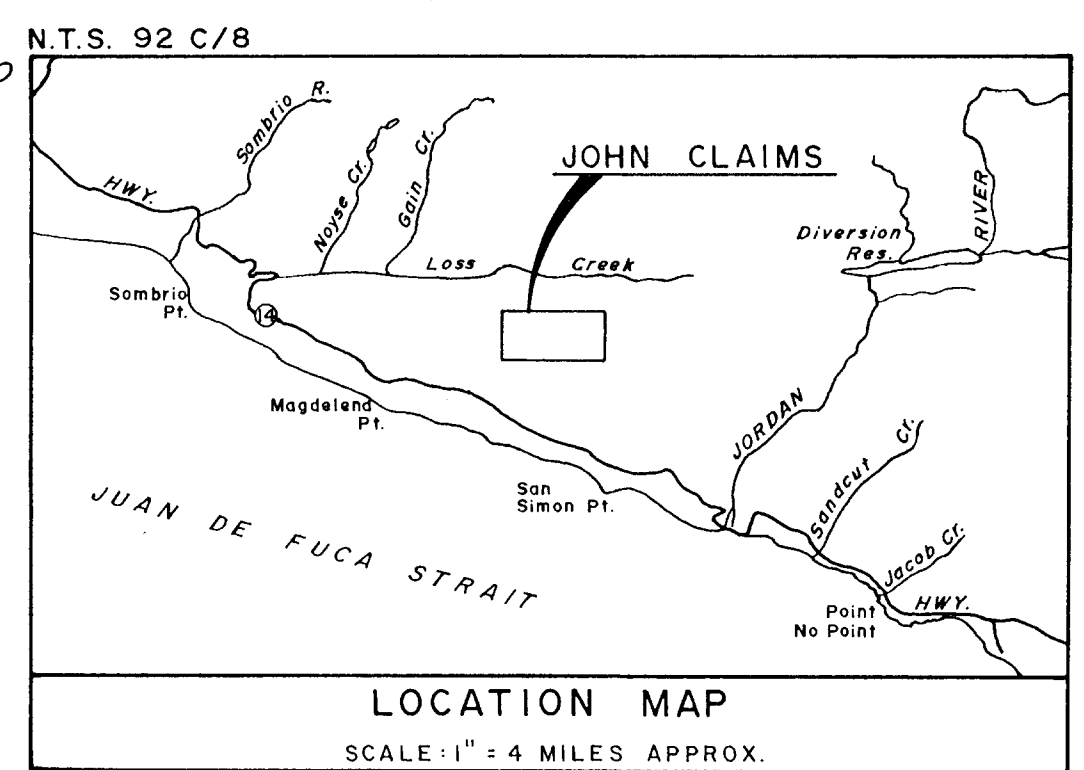 N.T.S. 92 C/8
Sombrio R.
HWY.
Noyse Cr.
Gain Cr.
JOHN CLAIMS
Diversion
Res.
RIVER
Loss Creek
Sombrio
Pt.
14
Magdelend
Pt.
JORDAN
Sandcut Cr.
San
Simon Pt.
JUAN DE FUCA STRAIT
Jacob Cr.
HWY.
Point
No Point
LOCATION MAP
SCALE: 1" = 4 MILES APPROX.